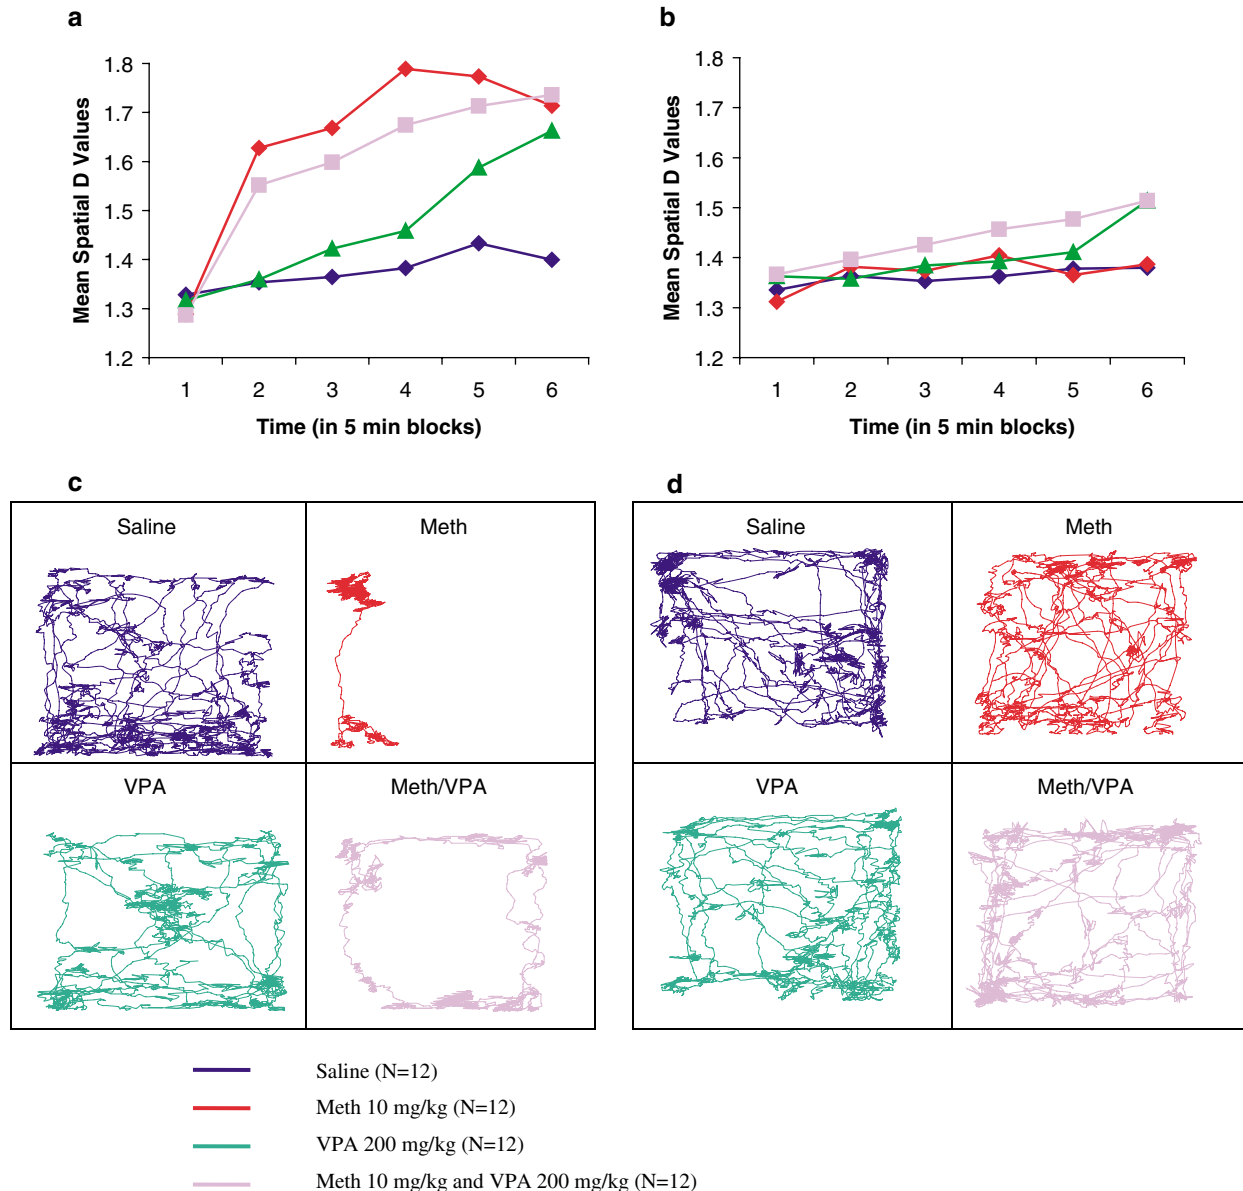 a
b
Mean Spatial D Values
1.8
1.7
1.6
1.5
1.4
1.3
1.2
1 2 3 4 5 6
Time (in 5 min blocks)
Mean Spatial D Values
1.8
1.7
1.6
1.5
1.4
1.3
1.2
1 2 3 4 5 6
Time (in 5 min blocks)
c
Saline
Meth
VPA
Meth/VPA
d
Saline
Meth
VPA
Meth/VPA
Saline (N=12)
Meth 10 mg/kg (N=12)
VPA 200 mg/kg (N=12)
Meth 10 mg/kg and VPA 200 mg/kg (N=12)